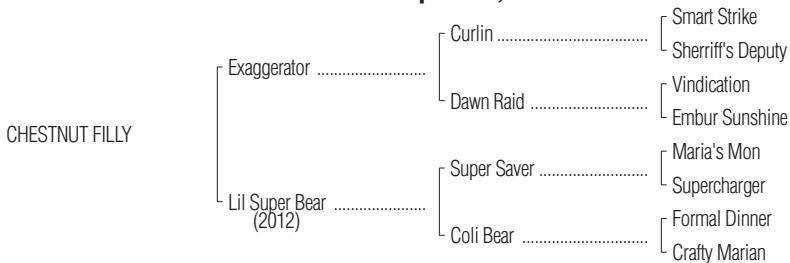 Smart Strike
Curlin ............................................
Sherriff's Deputy
Exaggerator ................................
Vindication
Dawn Raid ..................................
Embur Sunshine
CHESTNUT FILLY
Maria's Mon
Super Saver ................................
Supercharger
Lil Super Bear ...........................
(2012)
Formal Dinner
Coli Bear .....................................
Crafty Marian